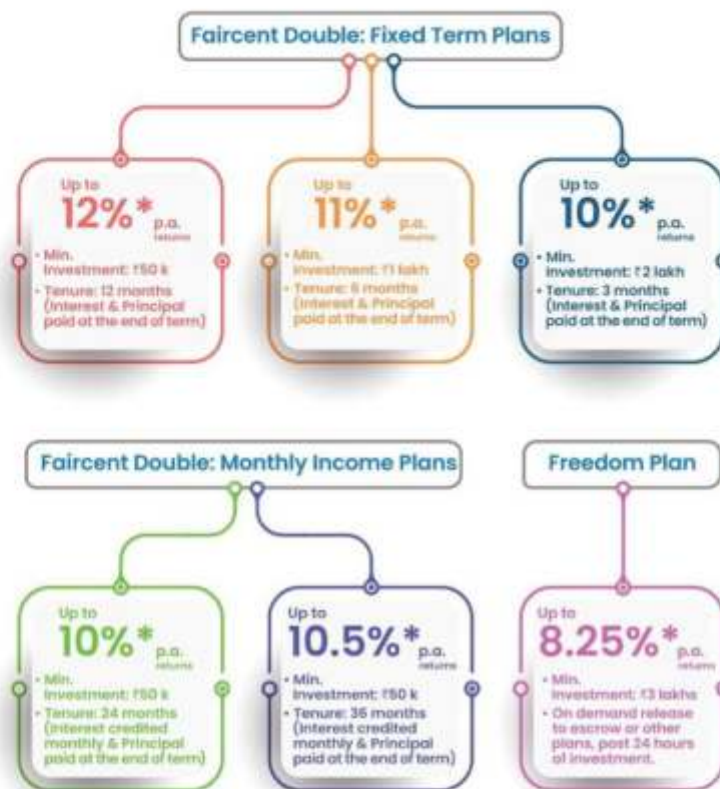 Faircent Double: Fixed Term Plans
Up to
12%* p.a.
returns
• Min.
Investment: ₹50 k
• Tenure: 12 months
(Interest & Principal
paid at the end of term)
Up to
11%* p.a.
returns
• Min.
Investment: ₹1 lakh
• Tenure: 6 months
(Interest & Principal
paid at the end of term)
Up to
10%* p.a.
returns
• Min.
Investment: ₹2 lakh
• Tenure: 3 months
(Interest & Principal
paid at the end of term)
Faircent Double: Monthly Income Plans
Up to
10%* p.a.
returns
• Min.
Investment: ₹50 k
• Tenure: 24 months
(Interest credited
monthly & Principal
paid at the end of term)
Up to
10.5%* p.a.
returns
• Min.
Investment: ₹50 k
• Tenure: 36 months
(Interest credited
monthly & Principal
paid at the end of term)
Freedom Plan
Up to
8.25%* p.a.
returns
• Min.
Investment: ₹3 lakhs
• On demand release
to escrow or other
plans, post 24 hours
of investment.